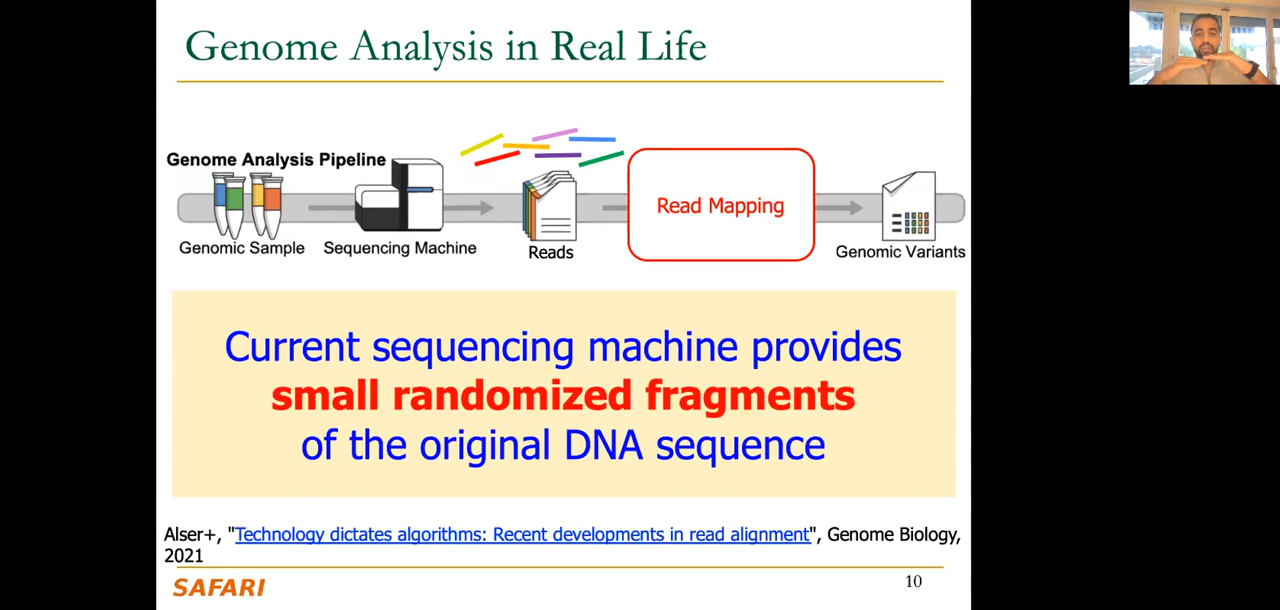 Genome Analysis in Real Life
Genome Analysis Pipeline
Read Mapping
Genomic Sample
Sequencing Machine
Reads
Genomic Variants
Current sequencing machine provides
small randomized fragments
of the original DNA sequence
Alser+, "Technology dictates algorithms: Recent developments in read alignment", Genome Biology,
2021
SAFARI
10